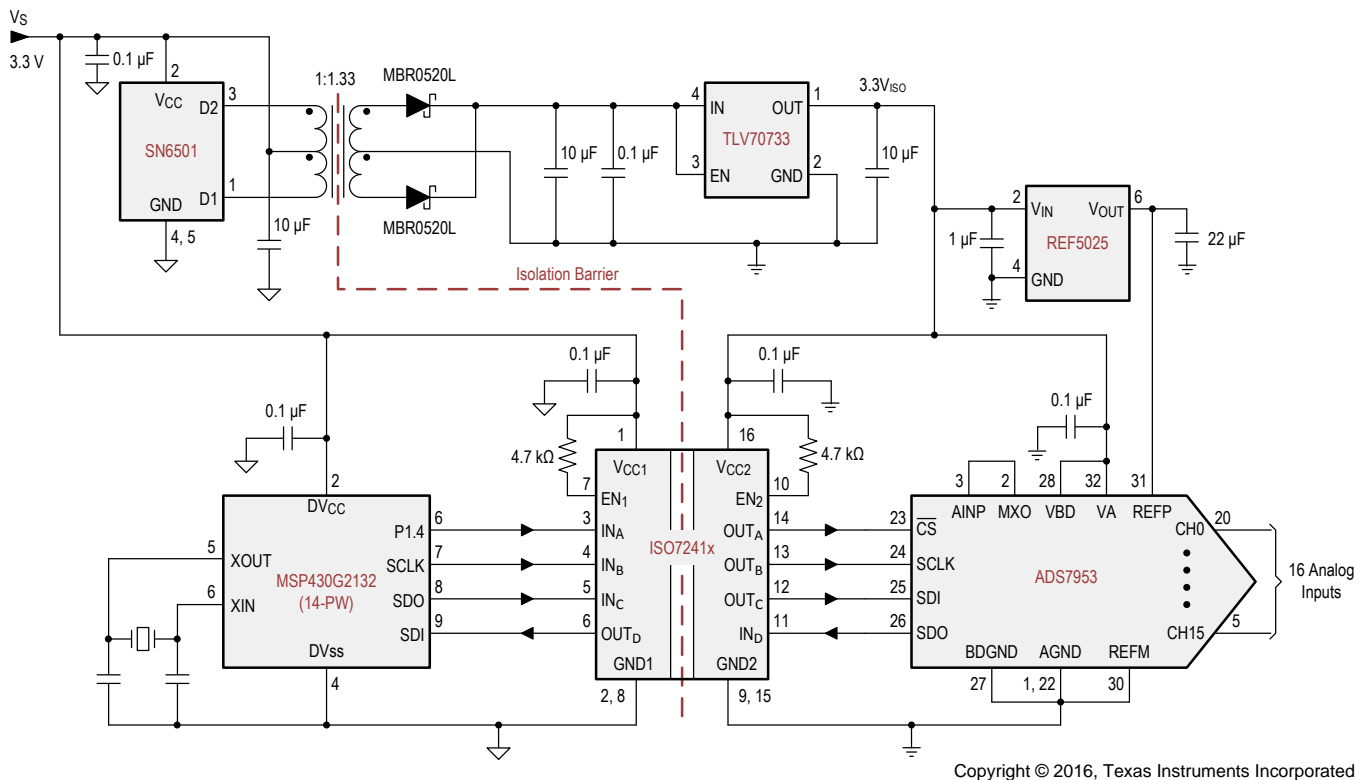 VS
3.3 V
0.1 µF
2
VCC
D2
3
SN6501
D1
1
GND
4, 5
10 µF
1:1.33
MBR0520L
MBR0520L
10 µF
0.1 µF
4
IN
OUT
1
TLV70733
3
EN
GND
2
3.3VISO
10 µF
2
VIN
VOUT
6
REF5025
1 µF
4
GND
22 µF
Isolation Barrier
0.1 µF
0.1 µF
0.1 µF
0.1 µF
4.7 kΩ
4.7 kΩ
2
DVCC
5
XOUT
6
XIN
MSP430G2132
(14-PW)
P1.4
6
SCLK
7
SDO
8
SDI
9
DVSS
4
1
VCC1
7
EN1
3
INA
4
INB
5
INC
6
OUTD
GND1
2, 8
ISO7241x
16
VCC2
10
EN2
14
OUTA
13
OUTB
12
OUTC
11
IND
GND2
9, 15
3
2
28
32
31
AINP
MXO
VBD
VA
REFP
23
CS
24
SCLK
25
SDI
26
SDO
ADS7953
CH0
20
CH15
5
16 Analog
Inputs
BDGND
AGND
REFM
27
1, 22
30
Copyright © 2016, Texas Instruments Incorporated